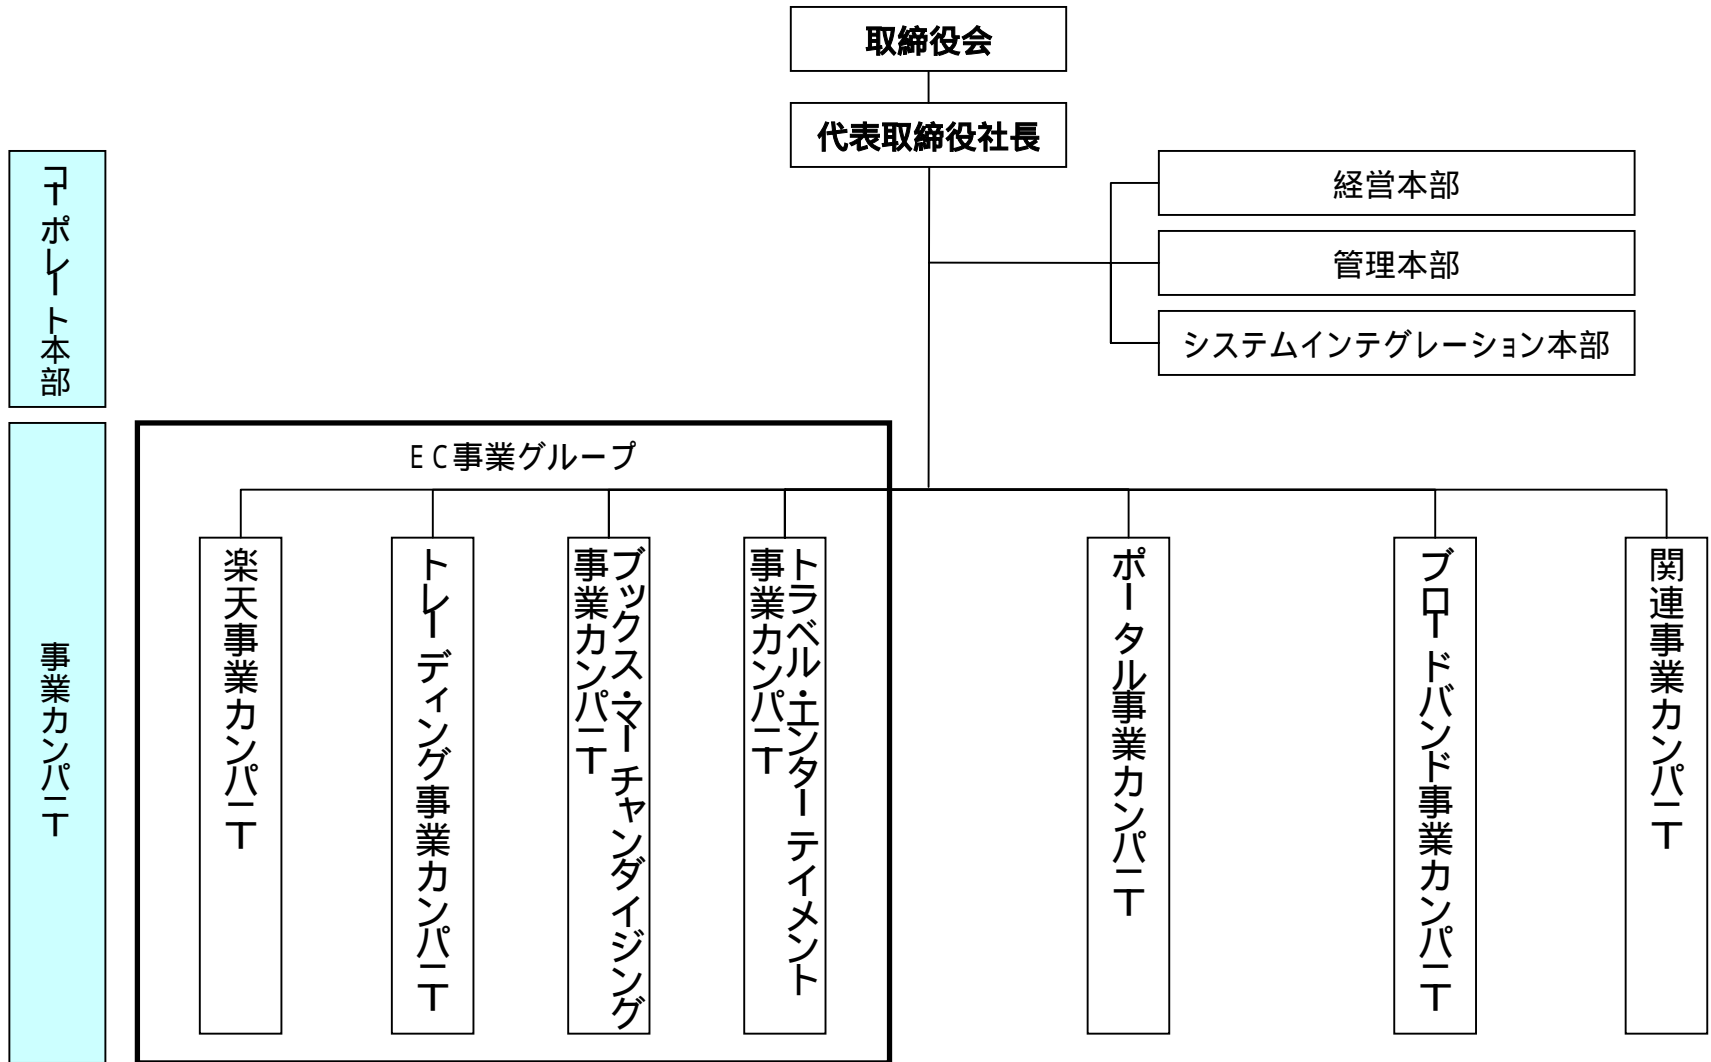 取締役会
代表取締役社長
コーポレート本部
経営本部
管理本部
システムインテグレーション本部
事業カンパニー
EC事業グループ
楽天事業カンパニー
トレーディング事業カンパニー
ブックス・マーチャンダイジング
事業カンパニー
トラベル・エンターテイメント
事業カンパニー
ポータル事業カンパニー
ブロードバンド事業カンパニー
関連事業カンパニー